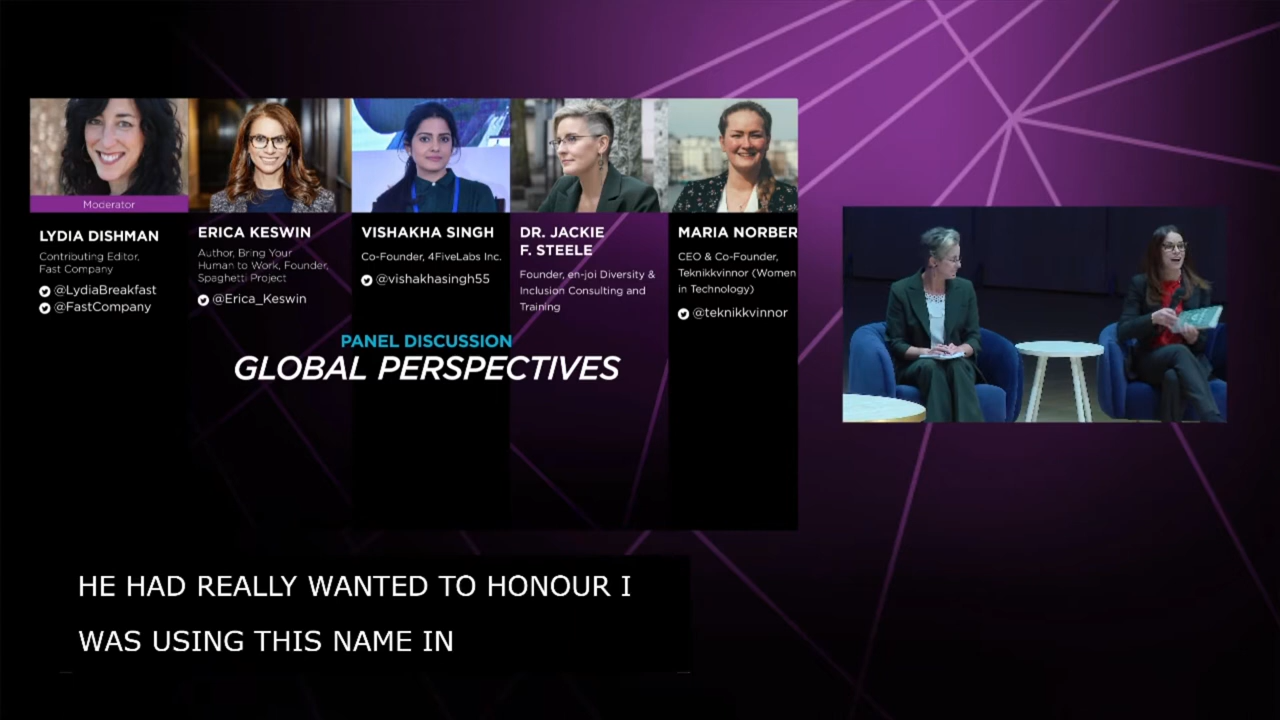 Moderator
LYDIA DISHMAN
Contributing Editor,
Fast Company
@LydiaBreakfast
@FastCompany
ERICA KESWIN
Author, Bring Your
Human to Work, Founder,
Spaghetti Project
@Erica_Keswin
VISHAKHA SINGH
Co-Founder, 4FiveLabs Inc.
@vishakhasingh55
DR. JACKIE
F. STEELE
Founder, en-joi Diversity &
Inclusion Consulting and
Training
MARIA NORBER
CEO & Co-Founder,
Teknikkvinnor (Women
in Technology)
@teknikkvinnor
PANEL DISCUSSION
GLOBAL PERSPECTIVES
HE HAD REALLY WANTED TO HONOUR I
WAS USING THIS NAME IN